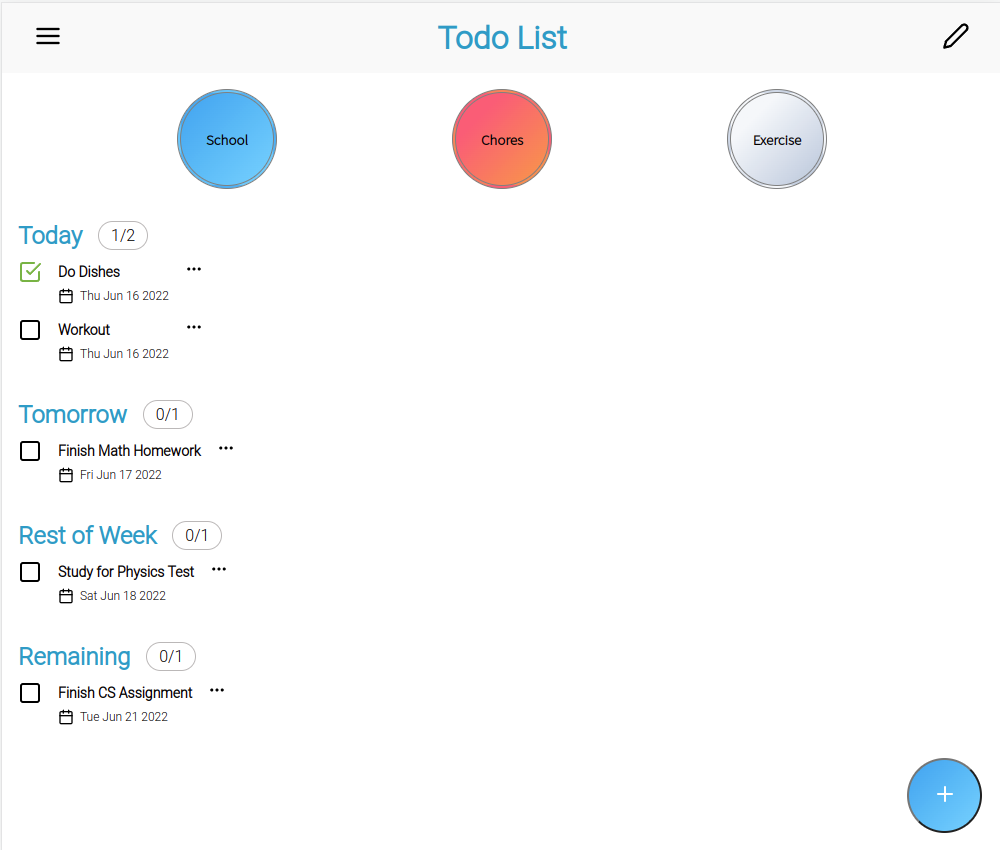 Todo List
School
Chores
Exercise
Today 1/2
Do Dishes
Thu Jun 16 2022
Workout
Thu Jun 16 2022
Tomorrow 0/1
Finish Math Homework
Fri Jun 17 2022
Rest of Week 0/1
Study for Physics Test
Sat Jun 18 2022
Remaining 0/1
Finish CS Assignment
Tue Jun 21 2022